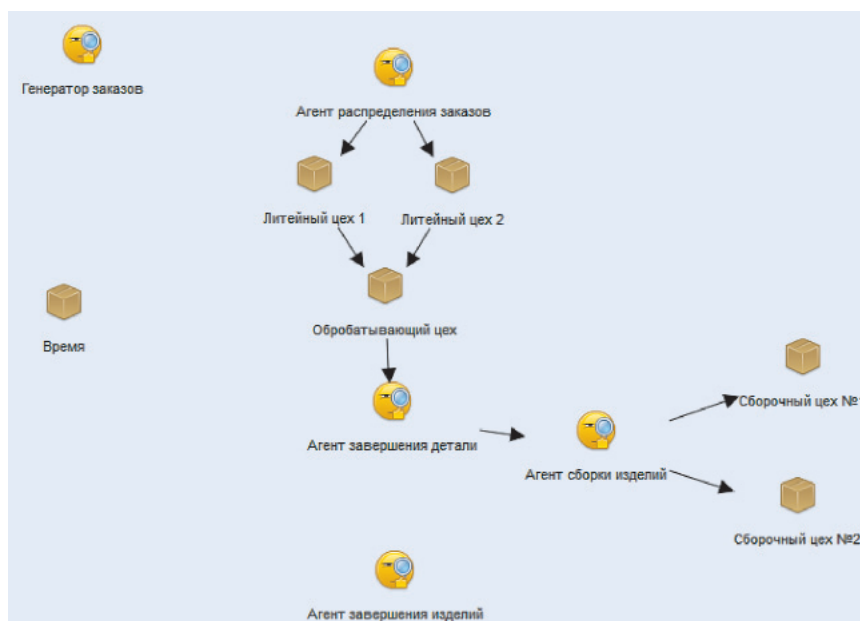 Генератор заказов
Агент распределения заказов
Литейный цех 1
Литейный цех 2
Время
Обробатывающий цех
Сборочный цех №1
Агент завершения детали
Агент сборки изделий
Сборочный цех №2
Агент завершения изделий